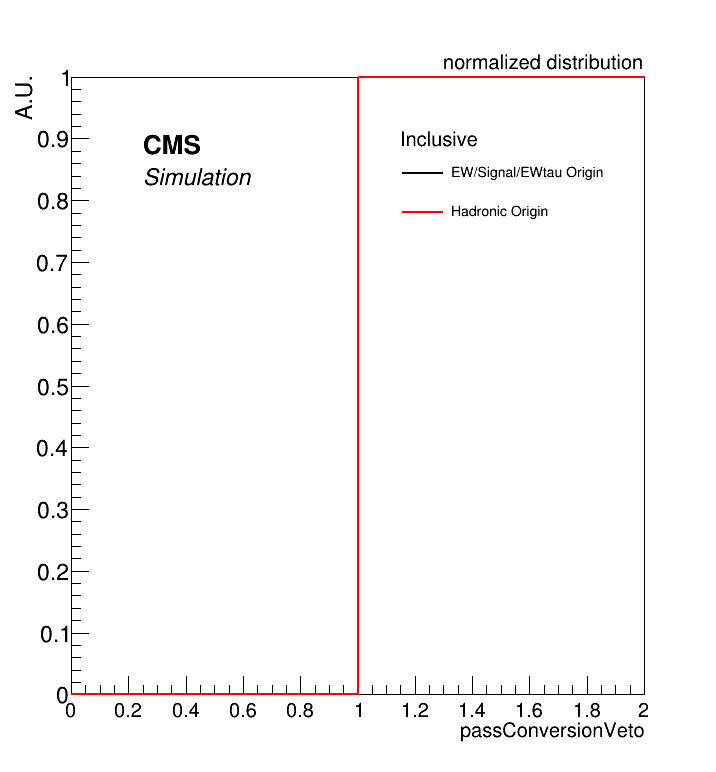 normalized distribution
A.U.
1
0.9
0.8
0.7
0.6
0.5
0.4
0.3
0.2
0.1
0
CMS
Simulation
Inclusive
EW/Signal/EWtau Origin
Hadronic Origin
0 0.2 0.4 0.6 0.8 1 1.2 1.4 1.6 1.8 2
passConversionVeto